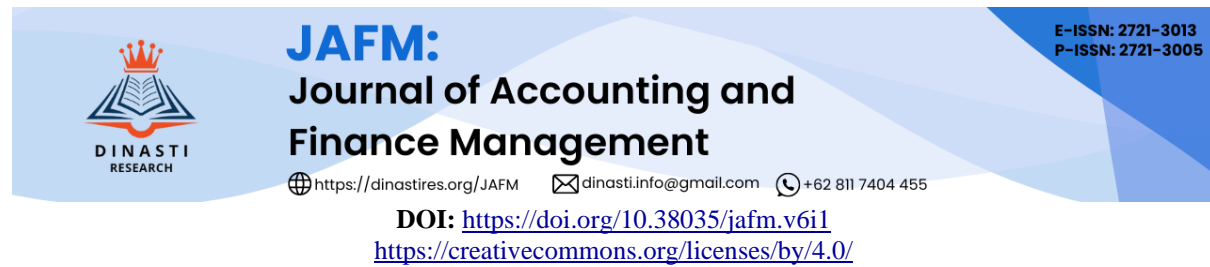 JAFM:
Journal of Accounting and
Finance Management
E-ISSN: 2721-3013
P-ISSN: 2721-3005
DINASTI
RESEARCH
https://dinastires.org/JAFM dinasti.info@gmail.com +62 811 7404 455
DOI: https://doi.org/10.38035/jafm.v6i1
https://creativecommons.org/licenses/by/4.0/